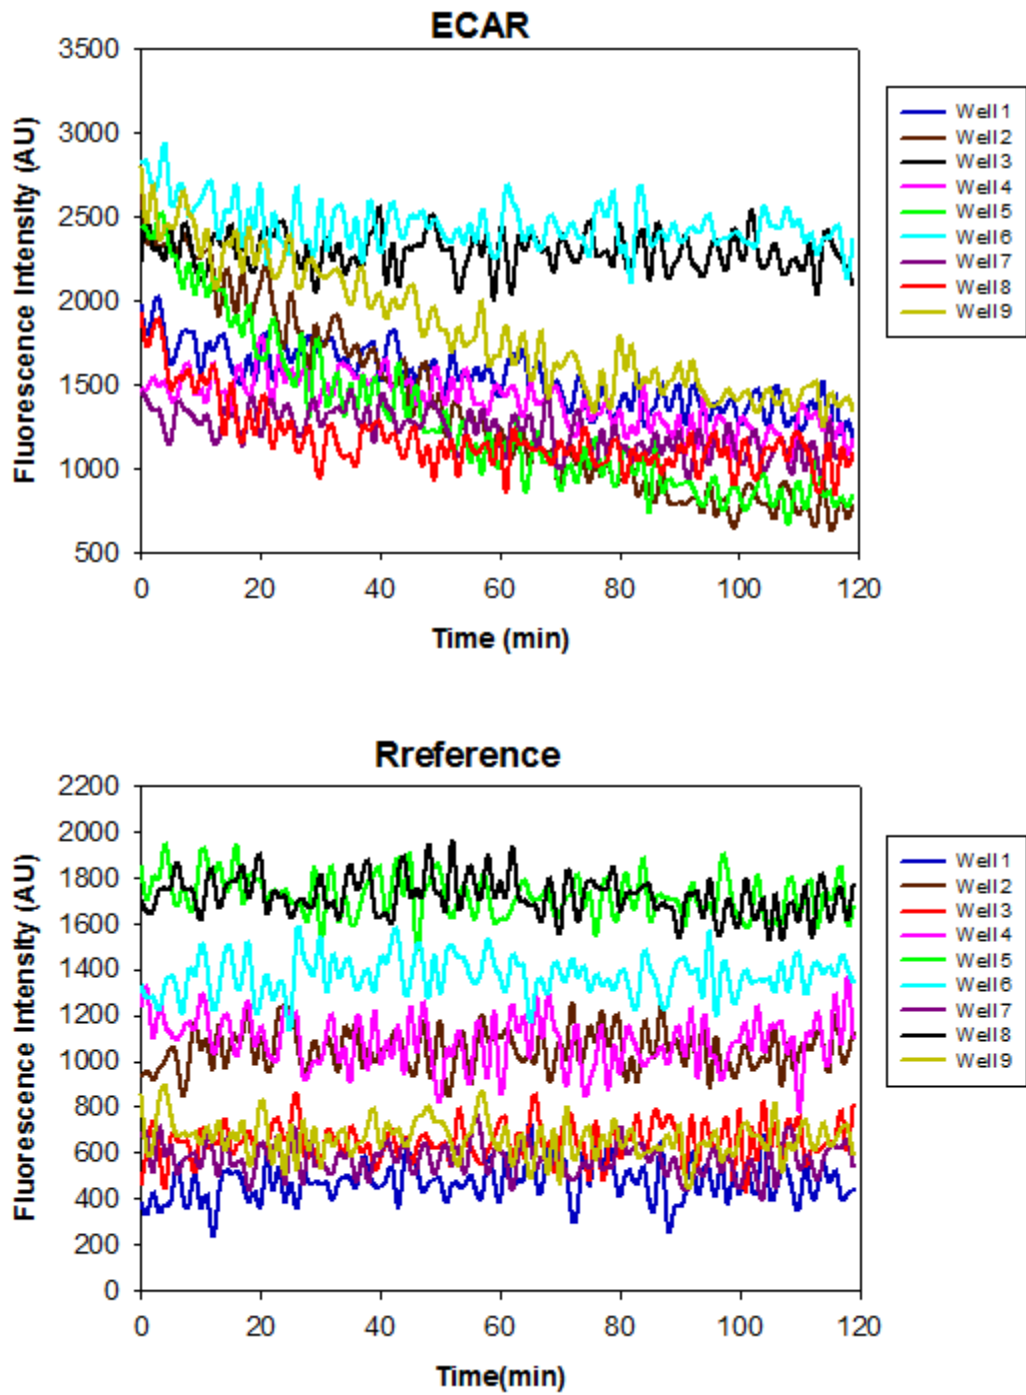 ECAR
Fluorescence Intensity (AU)
3500
3000
2500
2000
1500
1000
500
0 20 40 60 80 100 120
Time (min)
Well1
Well2
Well3
Well4
Well5
Well6
Well7
Well8
Well9
Rreference
Fluorescence Intensity (AU)
2200
2000
1800
1600
1400
1200
1000
800
600
400
200
0
0 20 40 60 80 100 120
Time(min)
Well1
Well2
Well3
Well4
Well5
Well6
Well7
Well8
Well9